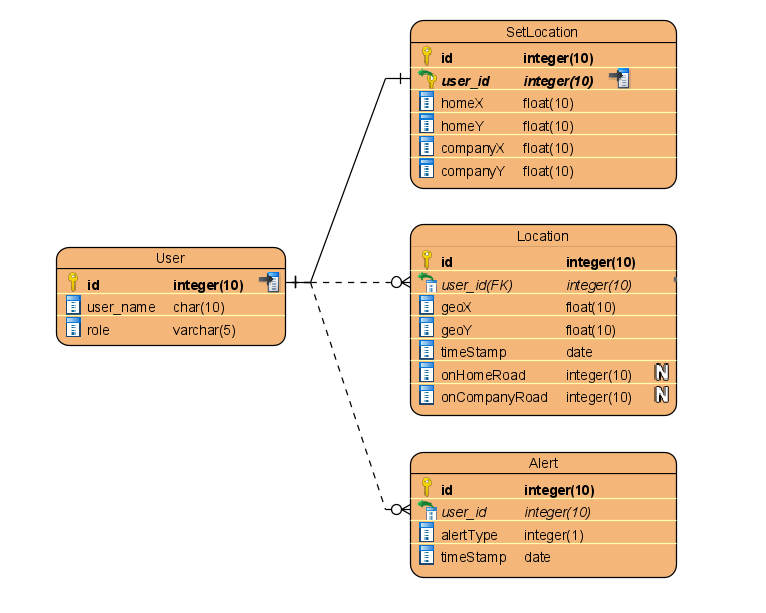 SetLocation
id integer(10)
user_id integer(10)
homeX float(10)
homeY float(10)
companyX float(10)
companyY float(10)
Location
id integer(10)
user_id(FK) integer(10)
geoX float(10)
geoY float(10)
timeStamp date
onHomeRoad integer(10) N
onCompanyRoad integer(10) N
User
id integer(10)
user_name char(10)
role varchar(5)
Alert
id integer(10)
user_id integer(10)
alertType integer(1)
timeStamp date